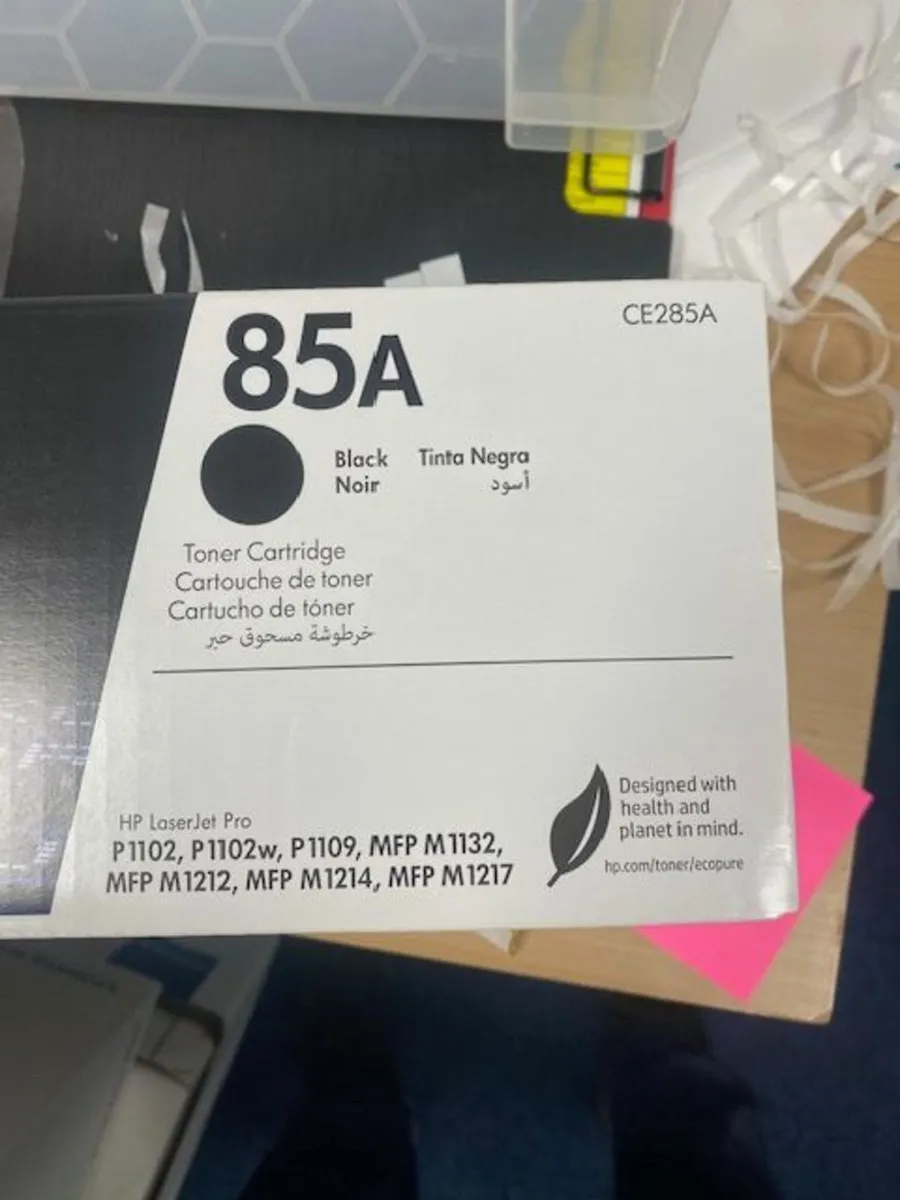 85A
CE285A
Black Tinta Negra
Noir أسود
Toner Cartridge
Cartouche de toner
Cartucho de tóner
خرطوشة مسحوق حبر
HP LaserJet Pro
P1102, P1102w, P1109, MFP M1132,
MFP M1212, MFP M1214, MFP M1217
Designed with
health and
planet in mind.
hp.com/toner/ecopure